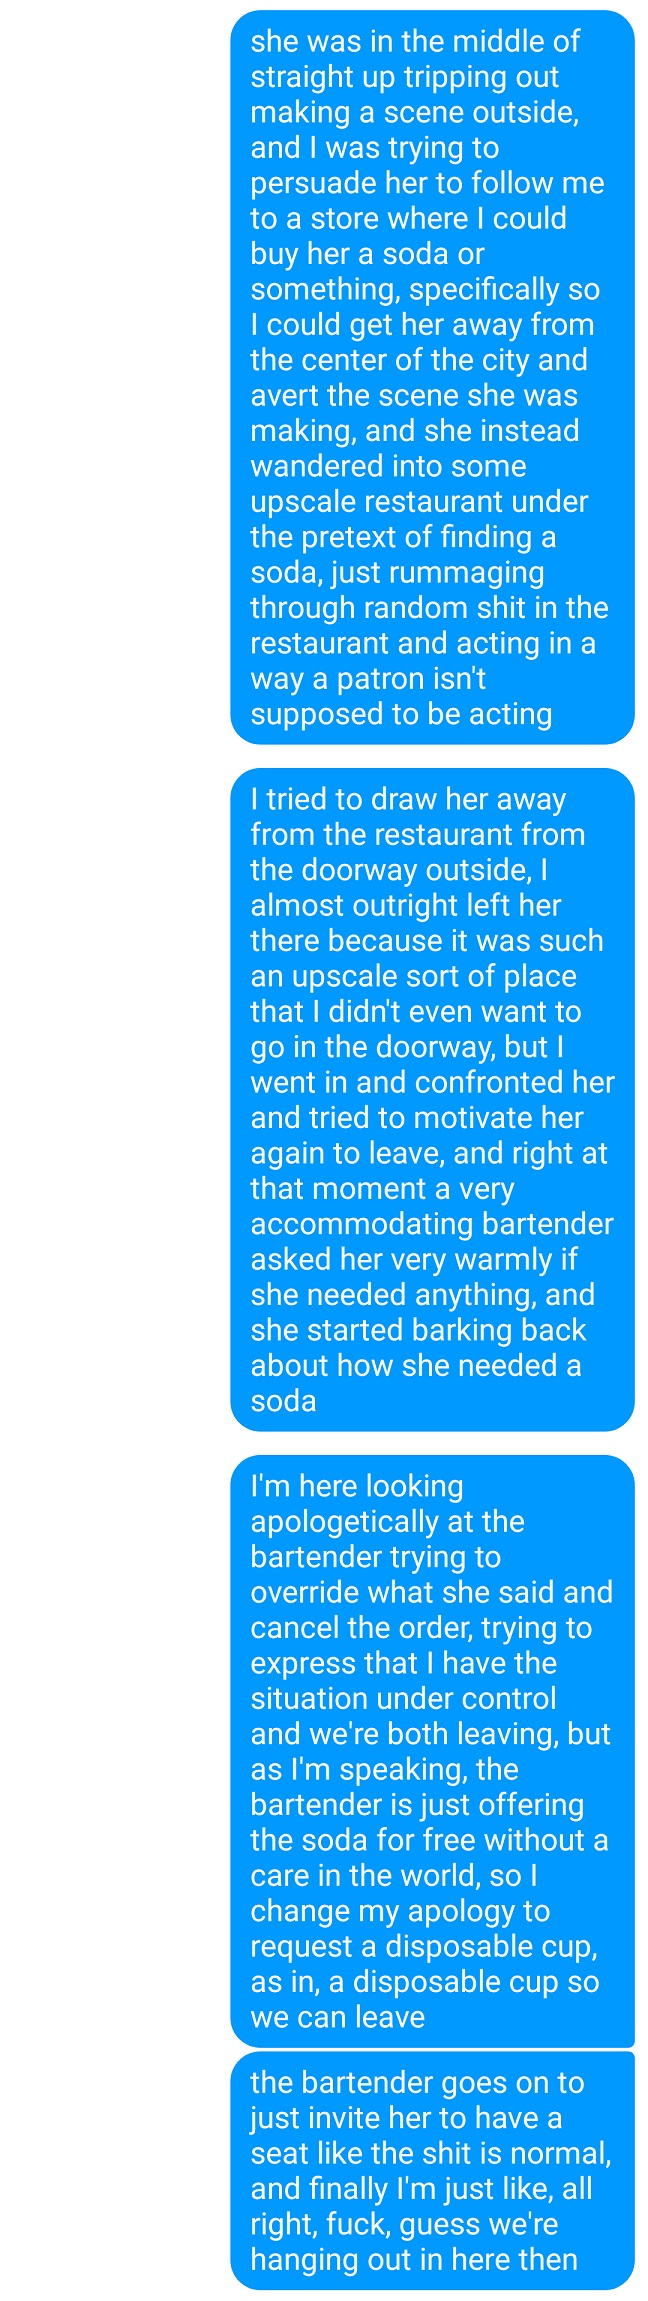 she was in the middle of
straight up tripping out
making a scene outside,
and I was trying to
persuade her to follow me
to a store where I could
buy her a soda or
something, specifically so
I could get her away from
the center of the city and
avert the scene she was
making, and she instead
wandered into some
upscale restaurant under
the pretext of finding a
soda, just rummaging
through random shit in the
restaurant and acting in a
way a patron isn't
supposed to be acting
I tried to draw her away
from the restaurant from
the doorway outside, I
almost outright left her
there because it was such
an upscale sort of place
that I didn't even want to
go in the doorway, but I
went in and confronted her
and tried to motivate her
again to leave, and right at
that moment a very
accommodating bartender
asked her very warmly if
she needed anything, and
she started barking back
about how she needed a
soda
I'm here looking
apologetically at the
bartender trying to
override what she said and
cancel the order, trying to
express that I have the
situation under control
and we're both leaving, but
as I'm speaking, the
bartender is just offering
the soda for free without a
care in the world, so I
change my apology to
request a disposable cup,
as in, a disposable cup so
we can leave
the bartender goes on to
just invite her to have a
seat like the shit is normal,
and finally I'm just like, all
right, fuck, guess we're
hanging out in here then